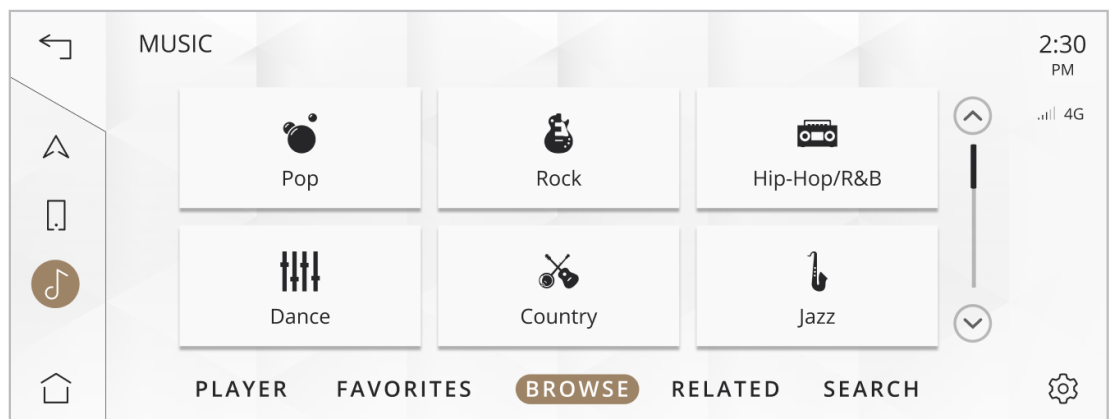 MUSIC
2:30
PM
4G
Pop
Rock
Hip-Hop/R&B
Dance
Country
Jazz
PLAYER
FAVORITES
BROWSE
RELATED
SEARCH